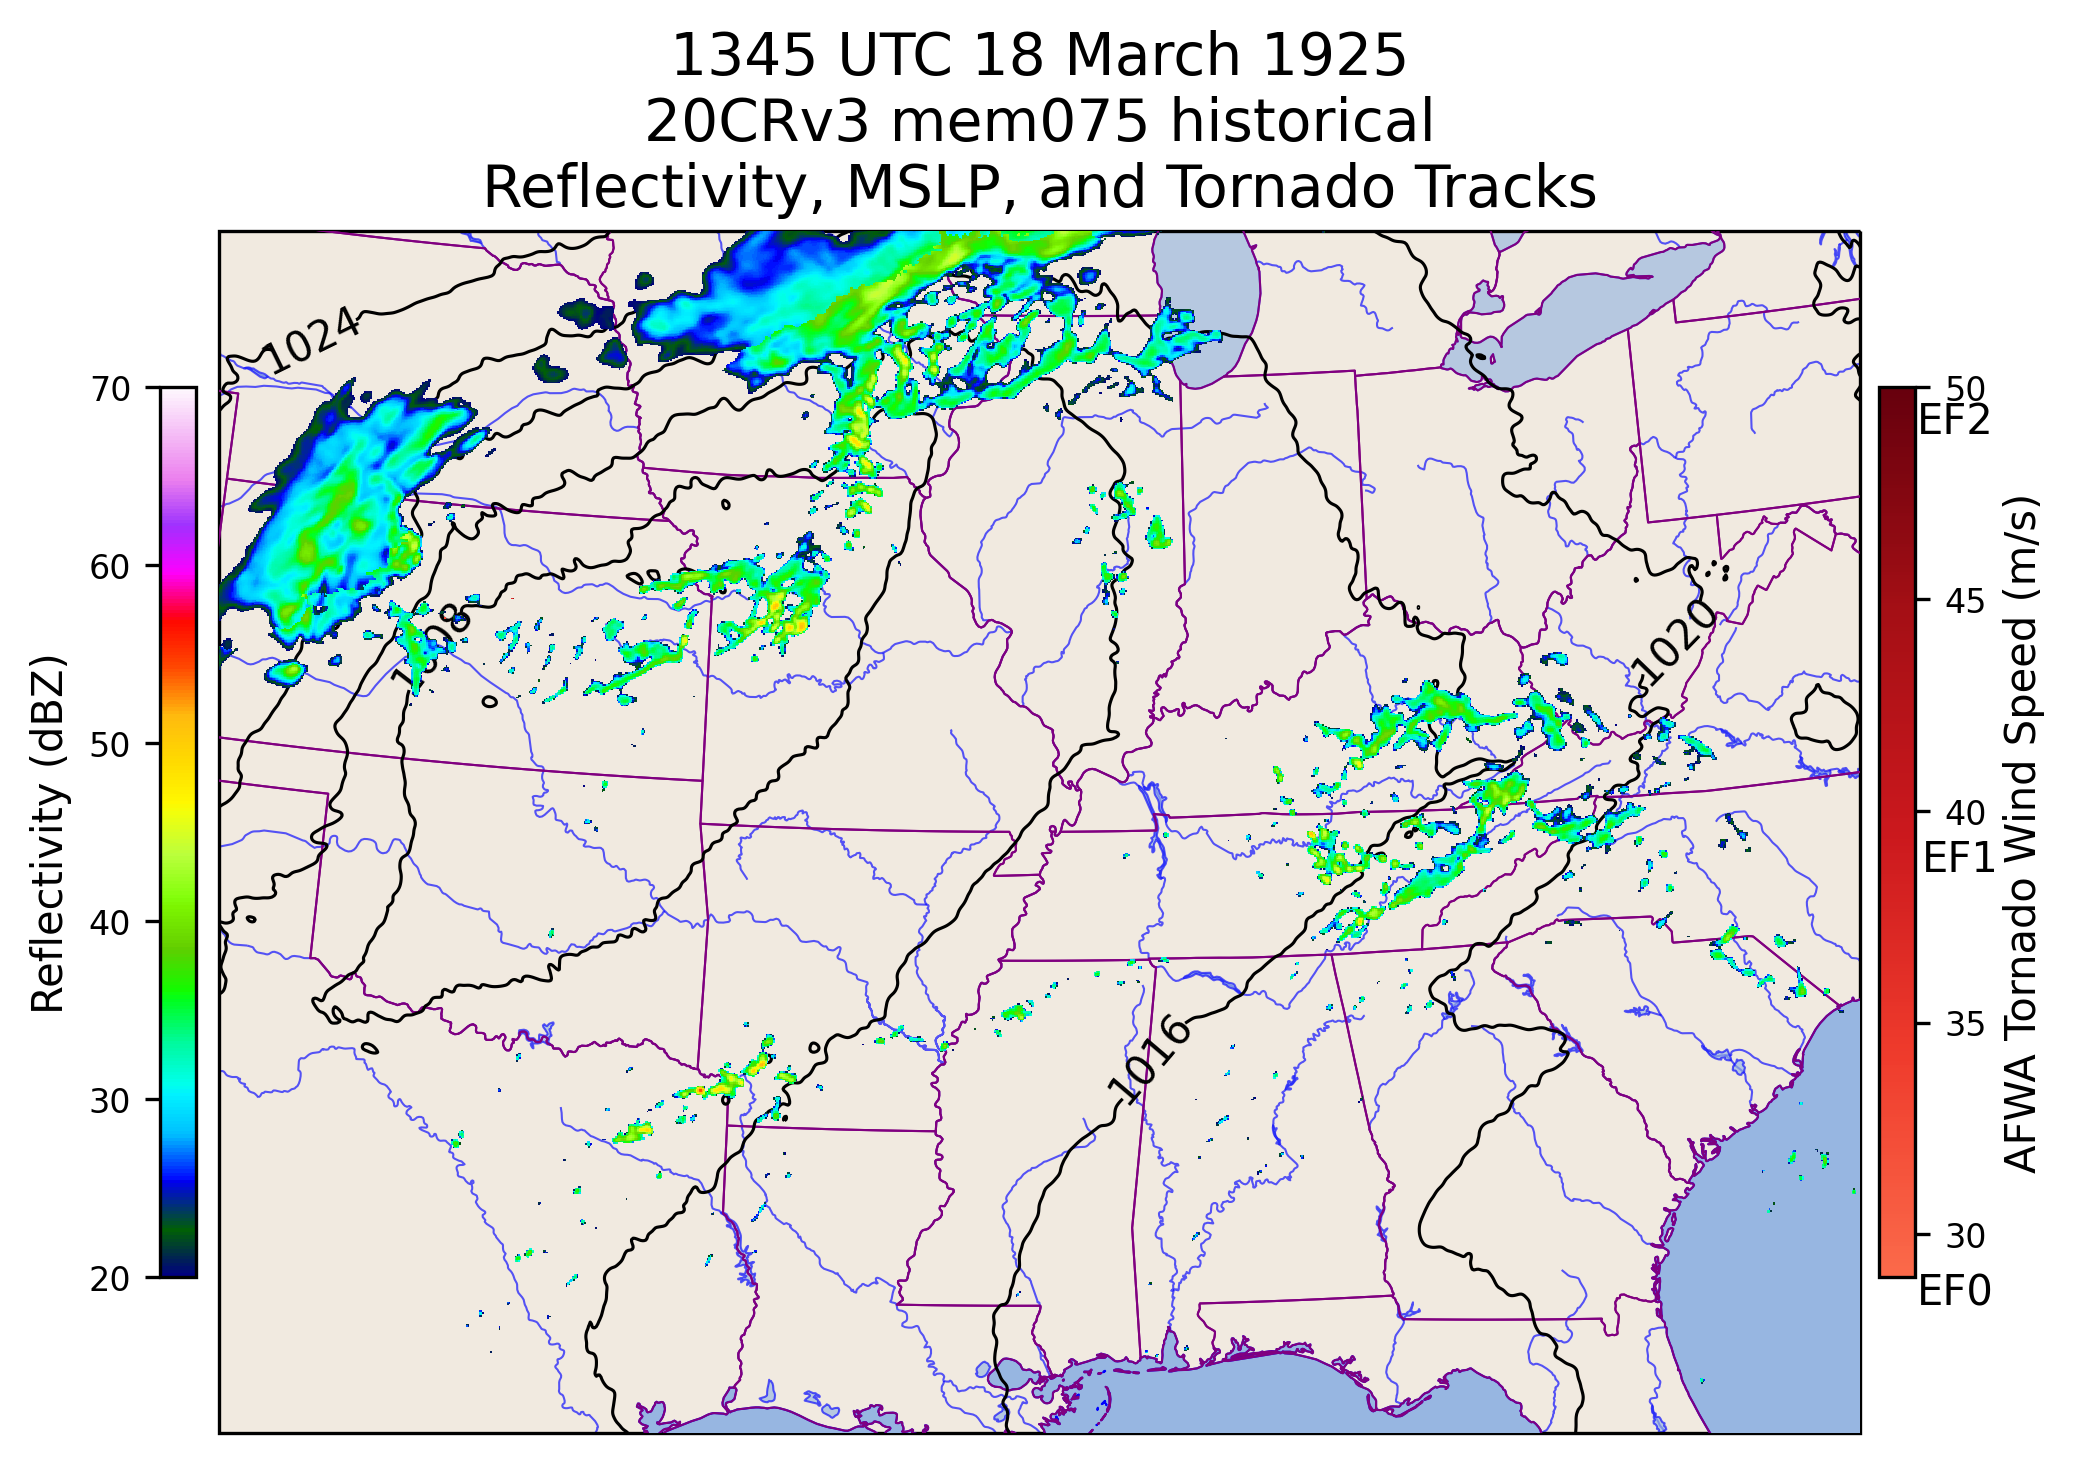 1345 UTC 18 March 1925
20CRv3 mem075 historical
Reflectivity, MSLP, and Tornado Tracks
1024
1008
1020
1016
70
60
50
40
30
20
Reflectivity (dBZ)
50
EF2
45
40
EF1
35
30
EF0
AFWA Tornado Wind Speed (m/s)